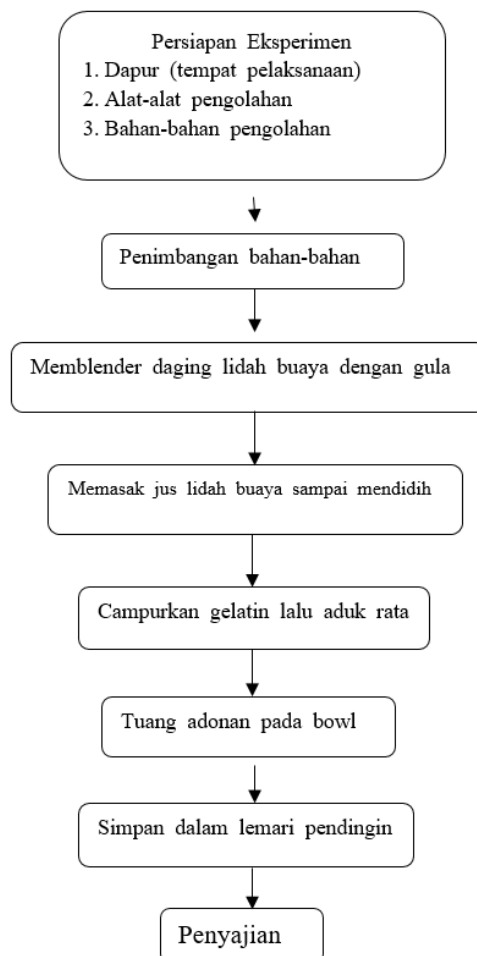 Persiapan Eksperimen
1. Dapur (tempat pelaksanaan)
2. Alat-alat pengolahan
3. Bahan-bahan pengolahan
Penimbangan bahan-bahan
Memblender daging lidah buaya dengan gula
Memasak jus lidah buaya sampai mendidih
Campurkan gelatin lalu aduk rata
Tuang adonan pada bowl
Simpan dalam lemari pendingin
Penyajian